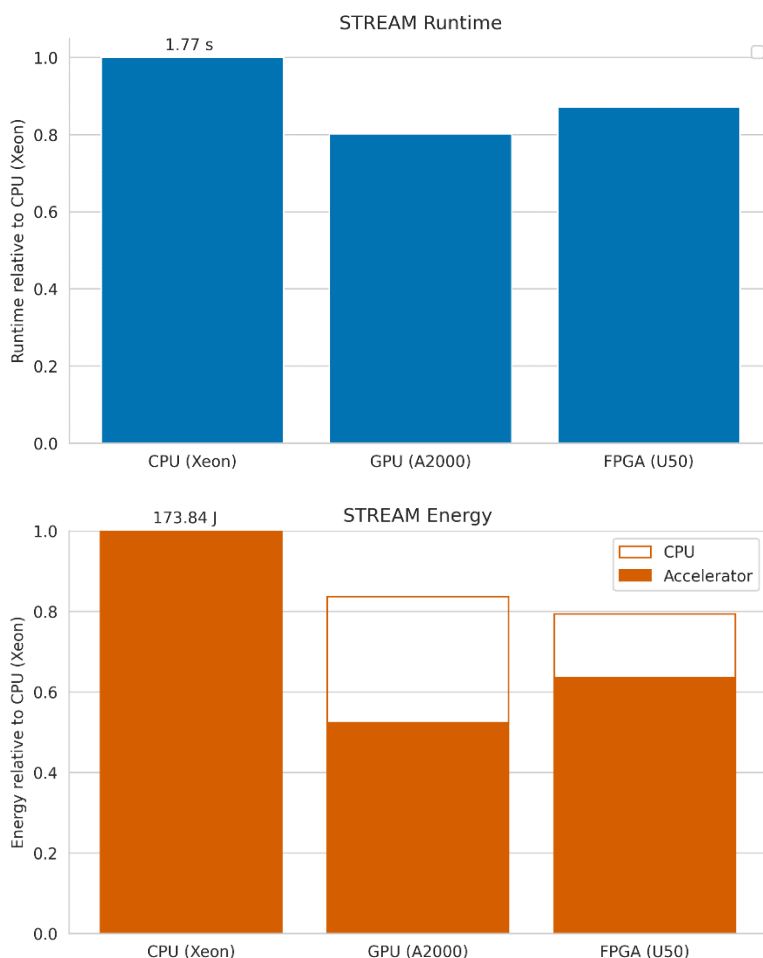 STREAM Runtime
1.77 s
1.0
0.8
0.6
0.4
0.2
0.0
Runtime relative to CPU (Xeon)
CPU (Xeon)
GPU (A2000)
FPGA (U50)
STREAM Energy
173.84 J
CPU
Accelerator
1.0
0.8
0.6
0.4
0.2
0.0
Energy relative to CPU (Xeon)
CPU (Xeon)
GPU (A2000)
FPGA (U50)